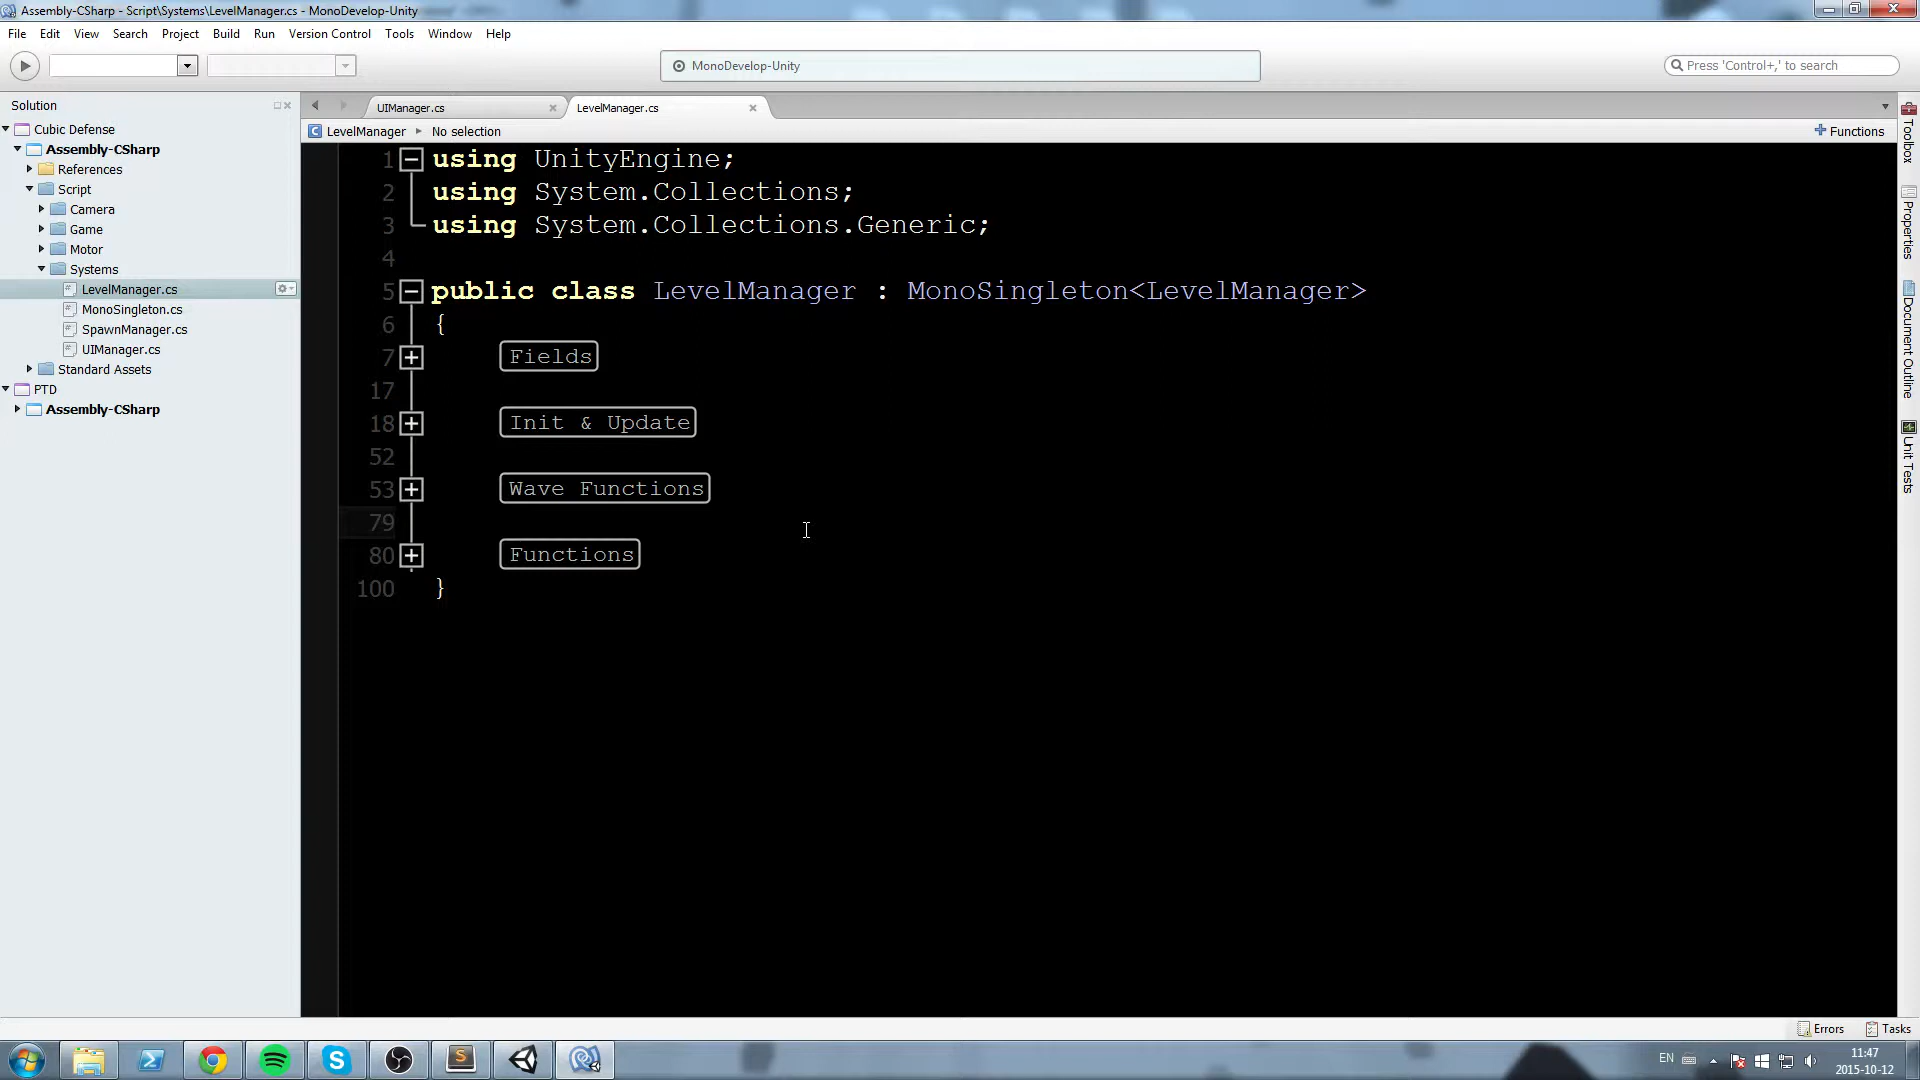 Assembly-CSharp - Script\Systems\LevelManager.cs - MonoDevelop-Unity
File Edit View Search Project Build Run Version Control Tools Window Help
MonoDevelop-Unity
Press 'Control+,' to search
Solution
Cubic Defense
Assembly-CSharp
References
Script
Camera
Game
Motor
Systems
LevelManager.cs
MonoSingleton.cs
SpawnManager.cs
UIManager.cs
Standard Assets
PTD
Assembly-CSharp
UIManager.cs LevelManager.cs
LevelManager No selection Functions
1 using UnityEngine;
2 using System.Collections;
3 using System.Collections.Generic;
4
5 public class LevelManager : MonoSingleton<LevelManager>
6 {
7 Fields
17
18 Init & Update
52
53 Wave Functions
79
80 Functions
100 }
Toolbox
Properties
Document Outline
Unit Tests
Errors Tasks
EN
11:47
2015-10-12